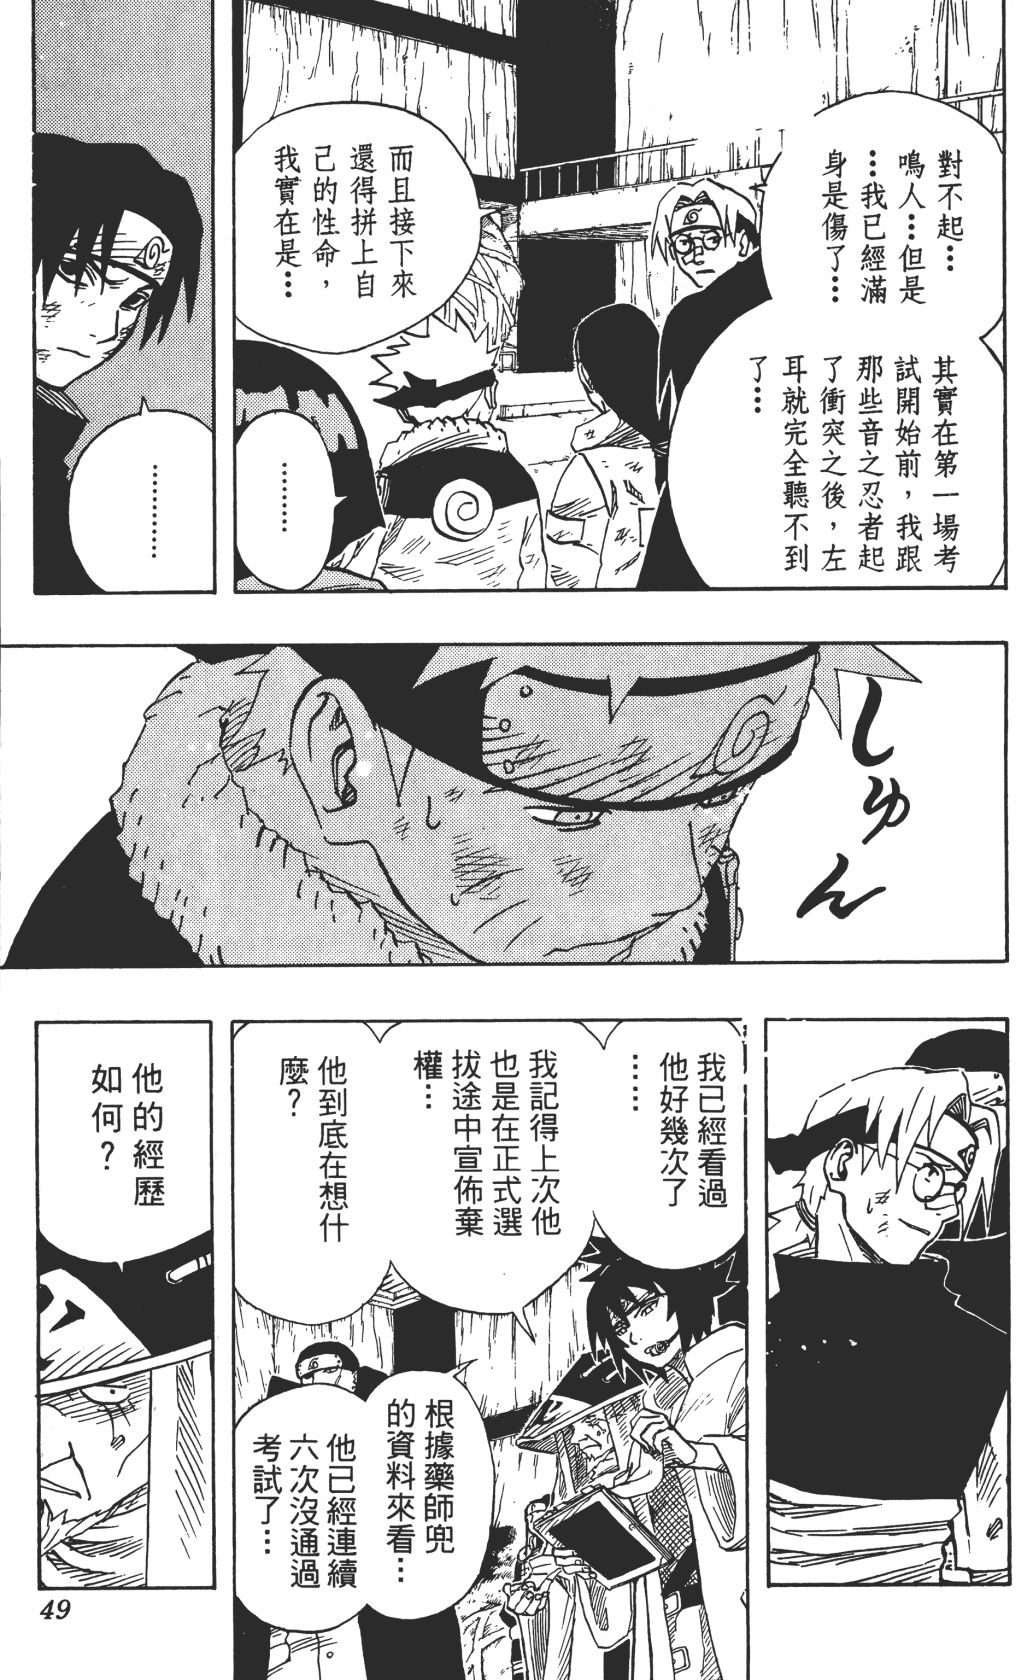 對不起…
鳴人…但是
…我已經滿
身是傷了…
其實在第一場考
試開始前，我跟
那些音之忍者起
了衝突之後，左
耳就完全聽不到
了…
而且接下來
還得拼上自
己的性命，
我實在是…
……
………
しゅん
我已經看過
他好幾次了
……
我記得上次他
也是在正式選
拔途中宣佈棄
權…
他到底在想什
麼？
根據藥師兜
的資料來看…
他已經連續
六次沒通過
考試了…
他的經歷
如何？
49